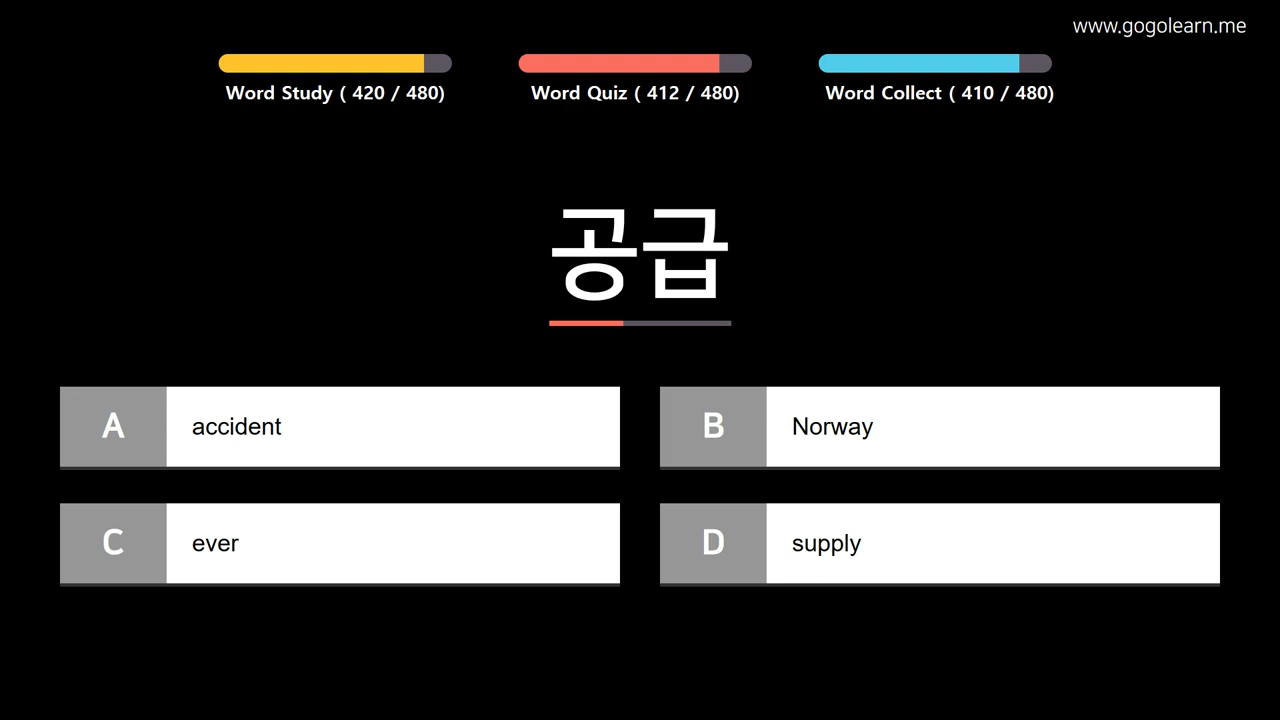 www.gogolearn.me
Word Study ( 420 / 480)
Word Quiz ( 412 / 480)
Word Collect ( 410 / 480)
공급
A accident
B Norway
C ever
D supply